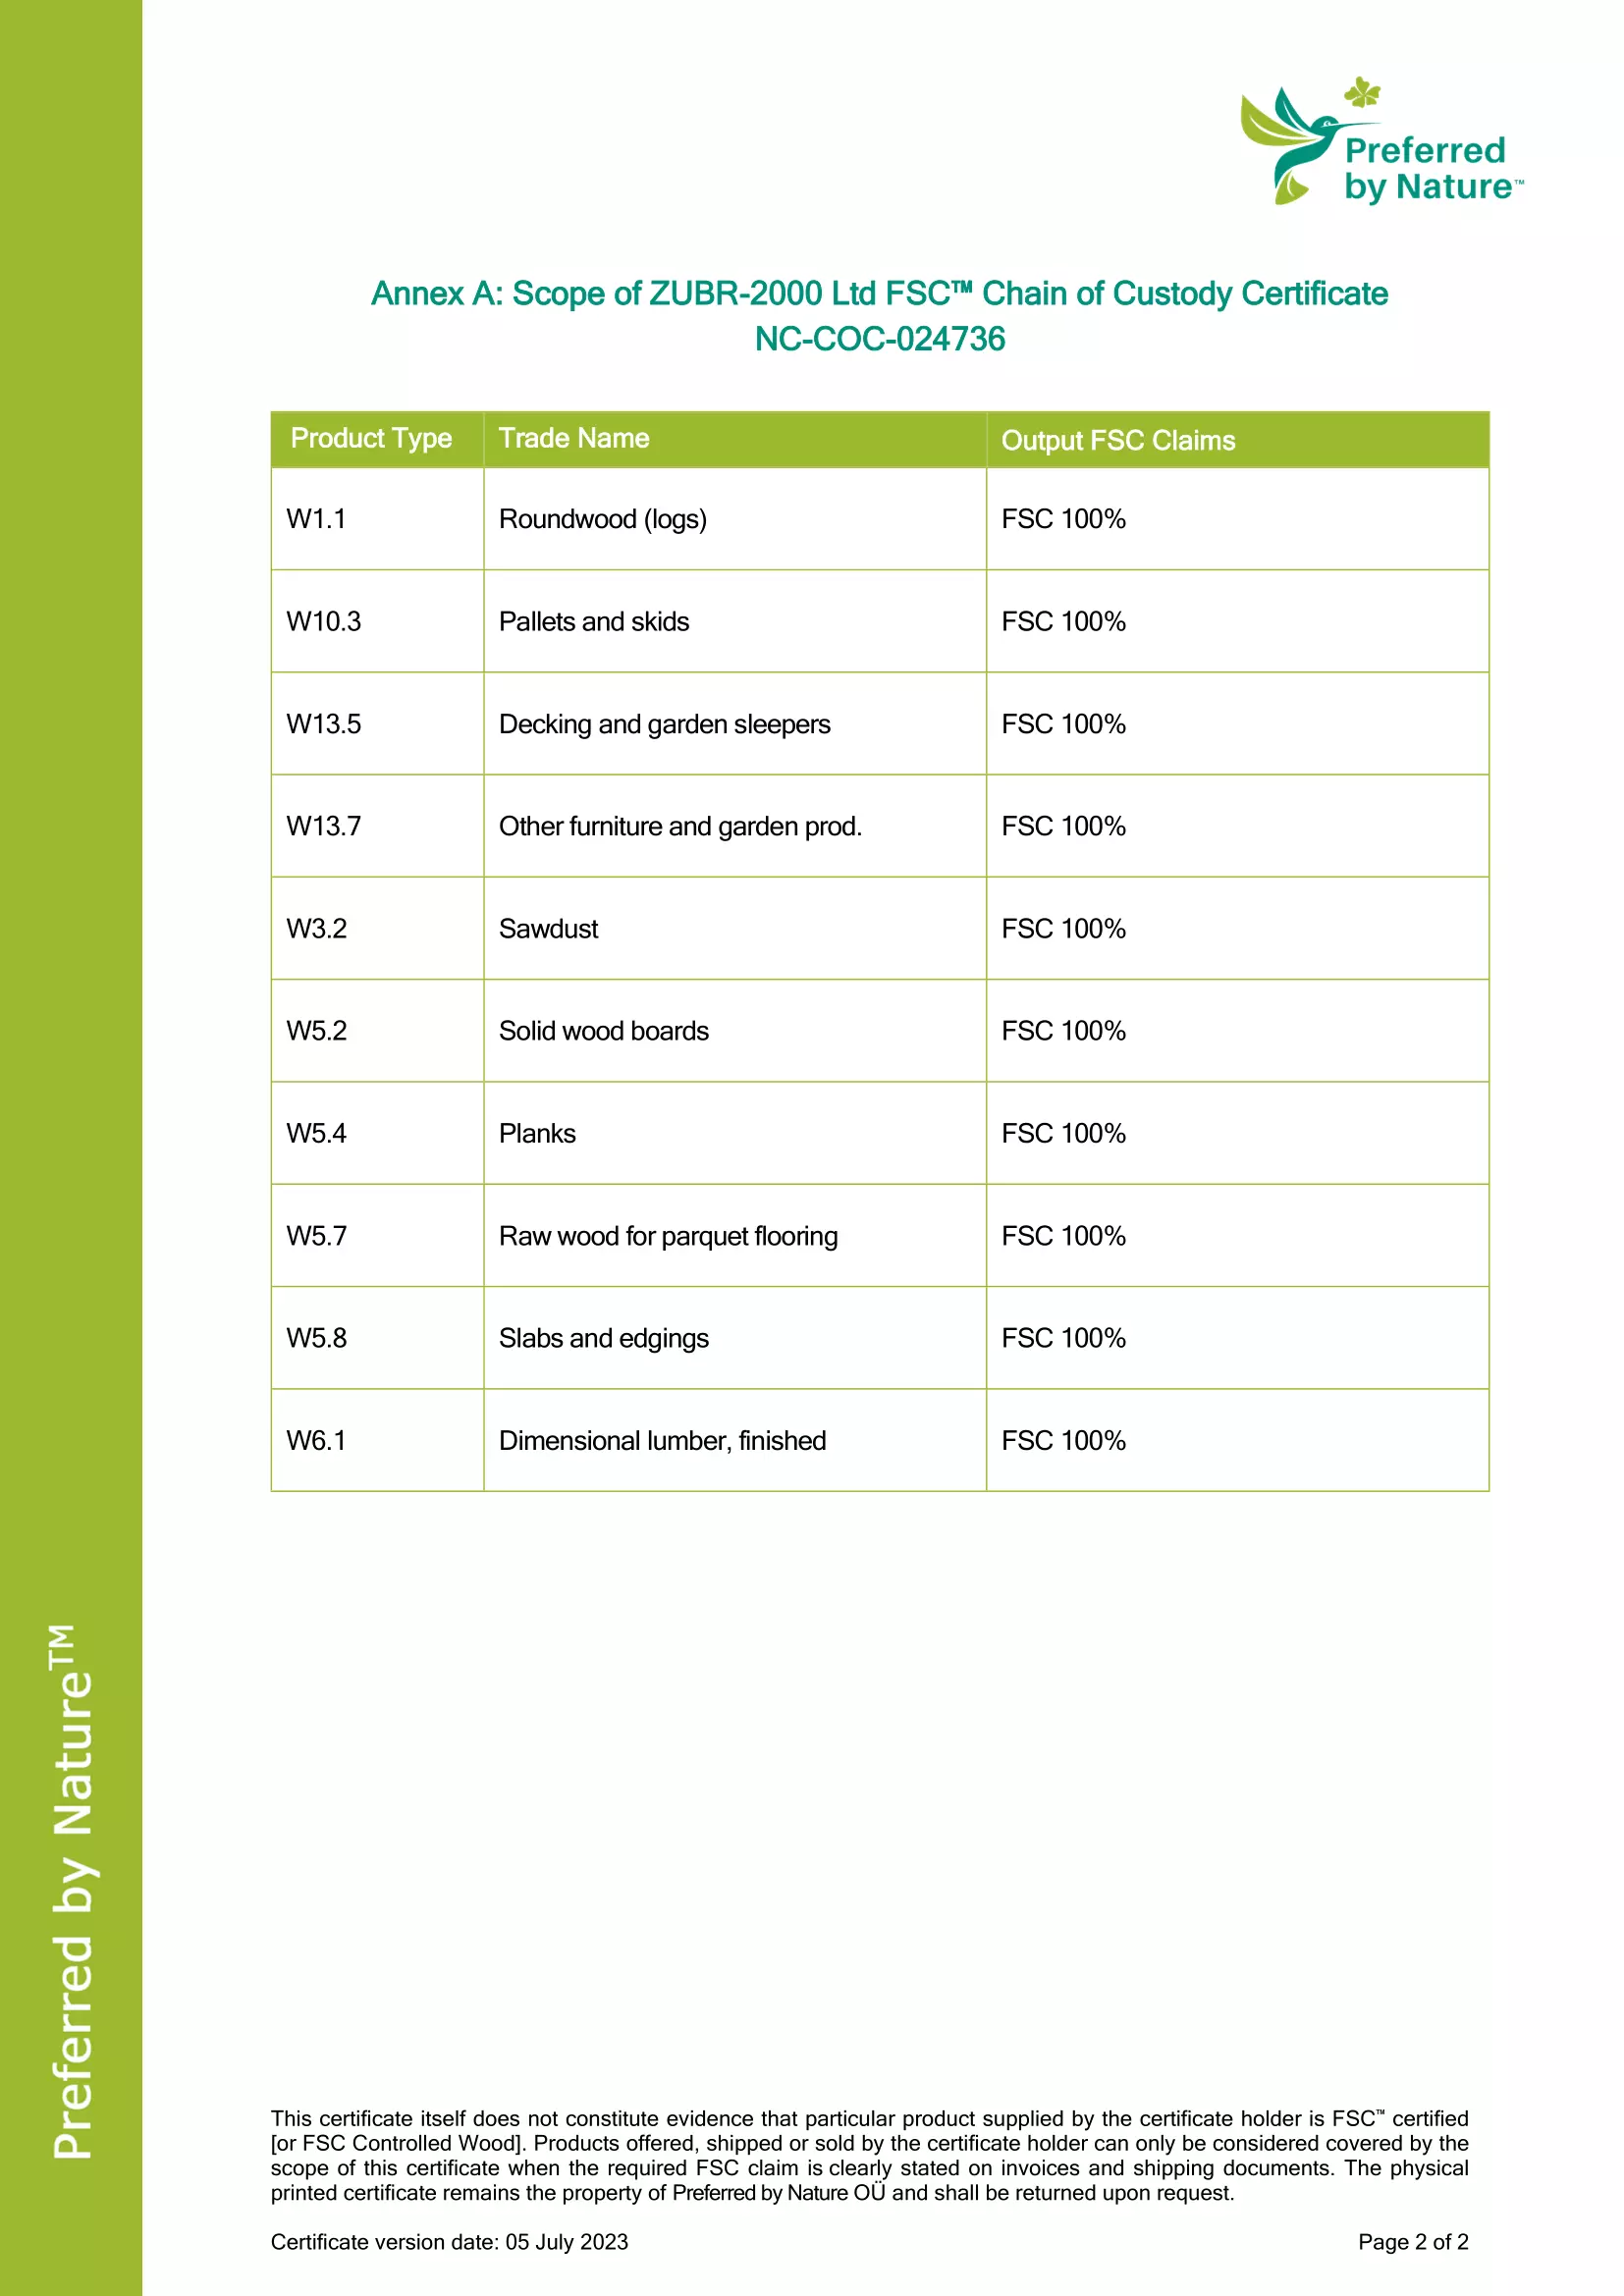 Preferred
by Nature™
Annex A: Scope of ZUBR-2000 Ltd FSC™ Chain of Custody Certificate
NC-COC-024736
Product Type Trade Name Output FSC Claims
W1.1 Roundwood (logs) FSC 100%
W10.3 Pallets and skids FSC 100%
W13.5 Decking and garden sleepers FSC 100%
W13.7 Other furniture and garden prod. FSC 100%
W3.2 Sawdust FSC 100%
W5.2 Solid wood boards FSC 100%
W5.4 Planks FSC 100%
W5.7 Raw wood for parquet flooring FSC 100%
W5.8 Slabs and edgings FSC 100%
W6.1 Dimensional lumber, finished FSC 100%
Preferred by Nature™
This certificate itself does not constitute evidence that particular product supplied by the certificate holder is FSC™ certified
[or FSC Controlled Wood]. Products offered, shipped or sold by the certificate holder can only be considered covered by the
scope of this certificate when the required FSC claim is clearly stated on invoices and shipping documents. The physical
printed certificate remains the property of Preferred by Nature OÜ and shall be returned upon request.
Certificate version date: 05 July 2023 Page 2 of 2